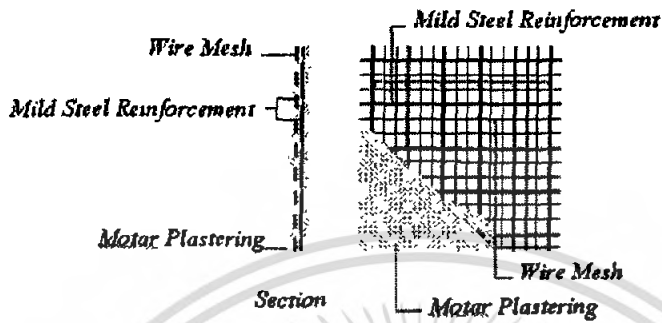 Mild Steel Reinforcement
Wire Mesh
Mild Steel Reinforcement
Motar Plastering
Wire Mesh
Section
Motar Plastering